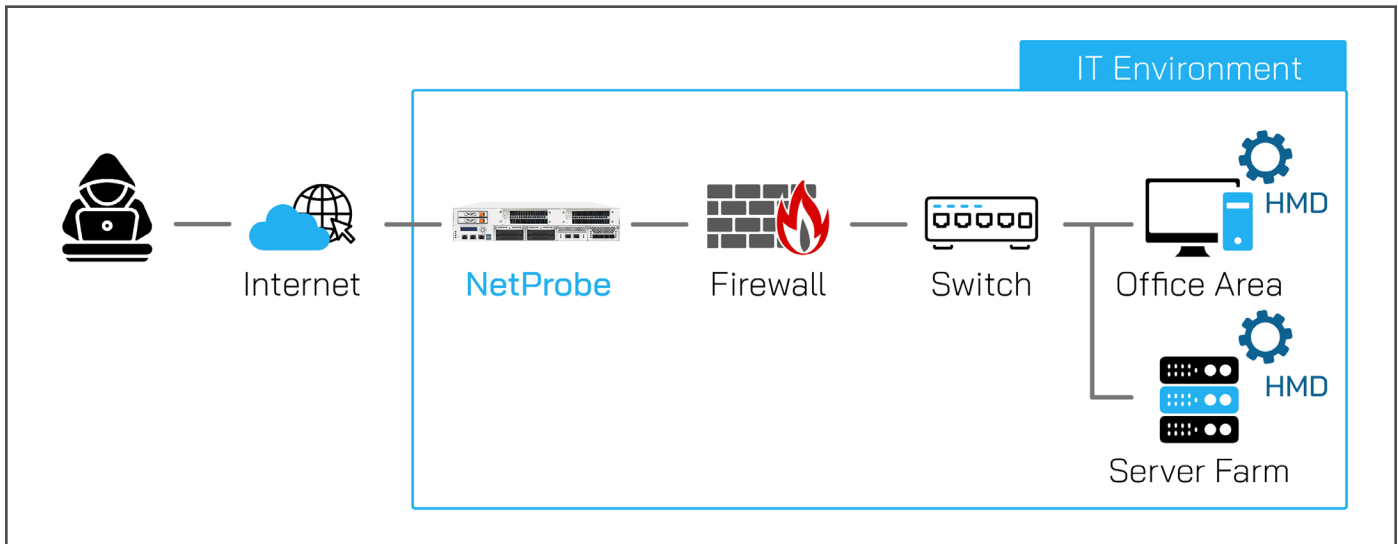 IT Environment
HMD
Internet
NetProbe
Firewall
Switch
Office Area
HMD
Server Farm